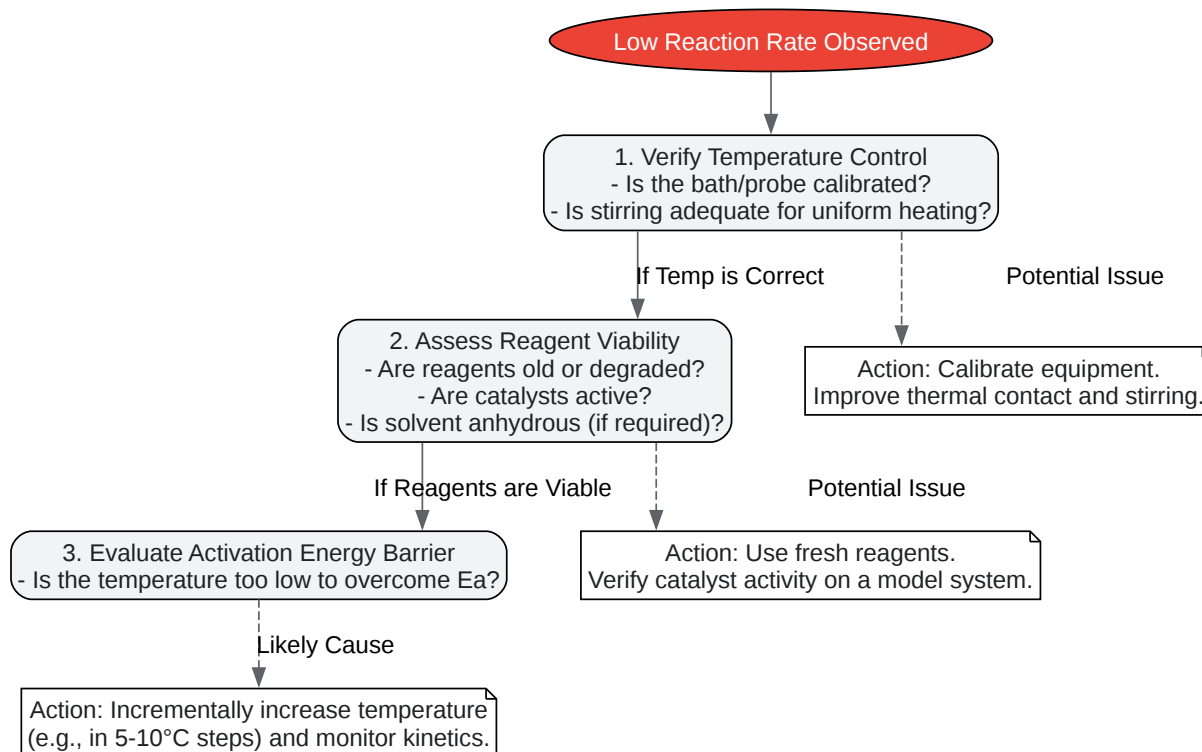 Low Reaction Rate Observed
1. Verify Temperature Control
- Is the bath/probe calibrated?
- Is stirring adequate for uniform heating?
If Temp is Correct
Potential Issue
2. Assess Reagent Viability
- Are reagents old or degraded?
- Are catalysts active?
- Is solvent anhydrous (if required)?
Action: Calibrate equipment.
Improve thermal contact and stirring.
If Reagents are Viable
Potential Issue
3. Evaluate Activation Energy Barrier
- Is the temperature too low to overcome Ea?
Action: Use fresh reagents.
Verify catalyst activity on a model system.
Likely Cause
Action: Incrementally increase temperature
(e.g., in 5-10°C steps) and monitor kinetics.